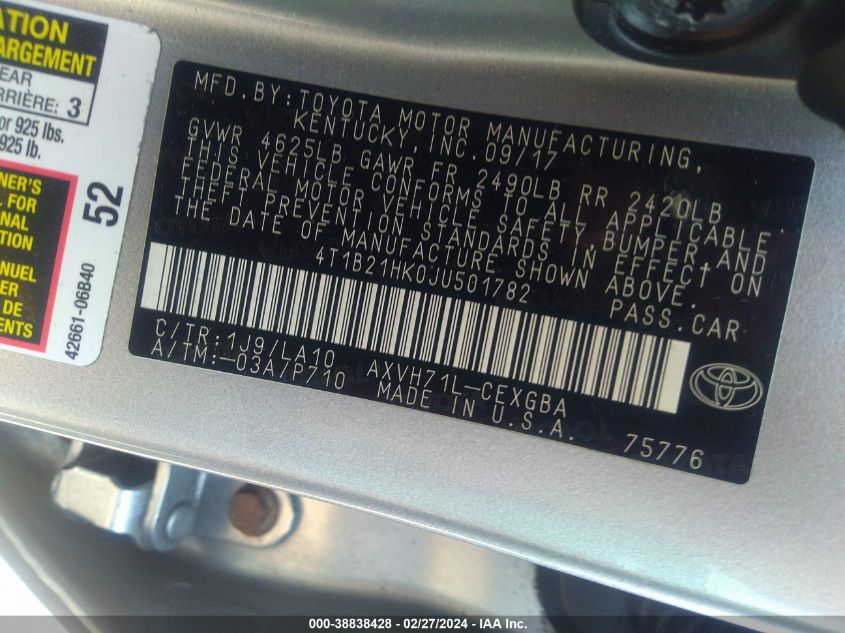 ATION
ARGEMENT
EAR
RRIÈRE: 3
or 925 lbs.
925 lb.
NER'S
L FOR
ONAL
TION
NUEL
E DE
ENTS
52
42661-06B40
MFD.BY:TOYOTA MOTOR MANUFACTURING,
KENTUCKY, INC.09/17
GVWR 4625LB GAWR FR 2490LB RR 2420LB
THIS VEHICLE CONFORMS TO ALL APPLICABLE
FEDERAL MOTOR VEHICLE SAFETY,BUMPER,AND
THEFT PREVENTION STANDARDS IN EFFECT ON
THE DATE OF MANUFACTURE SHOWN ABOVE.
4T1B21HK0JU501782 PASS.CAR
C/TR:1J9/LA10 AXVH71L-CEXGBA
A/TM:-03A/P710 MADE IN U.S.A. 75776
000-38838428 - 02/27/2024 - IAA Inc.